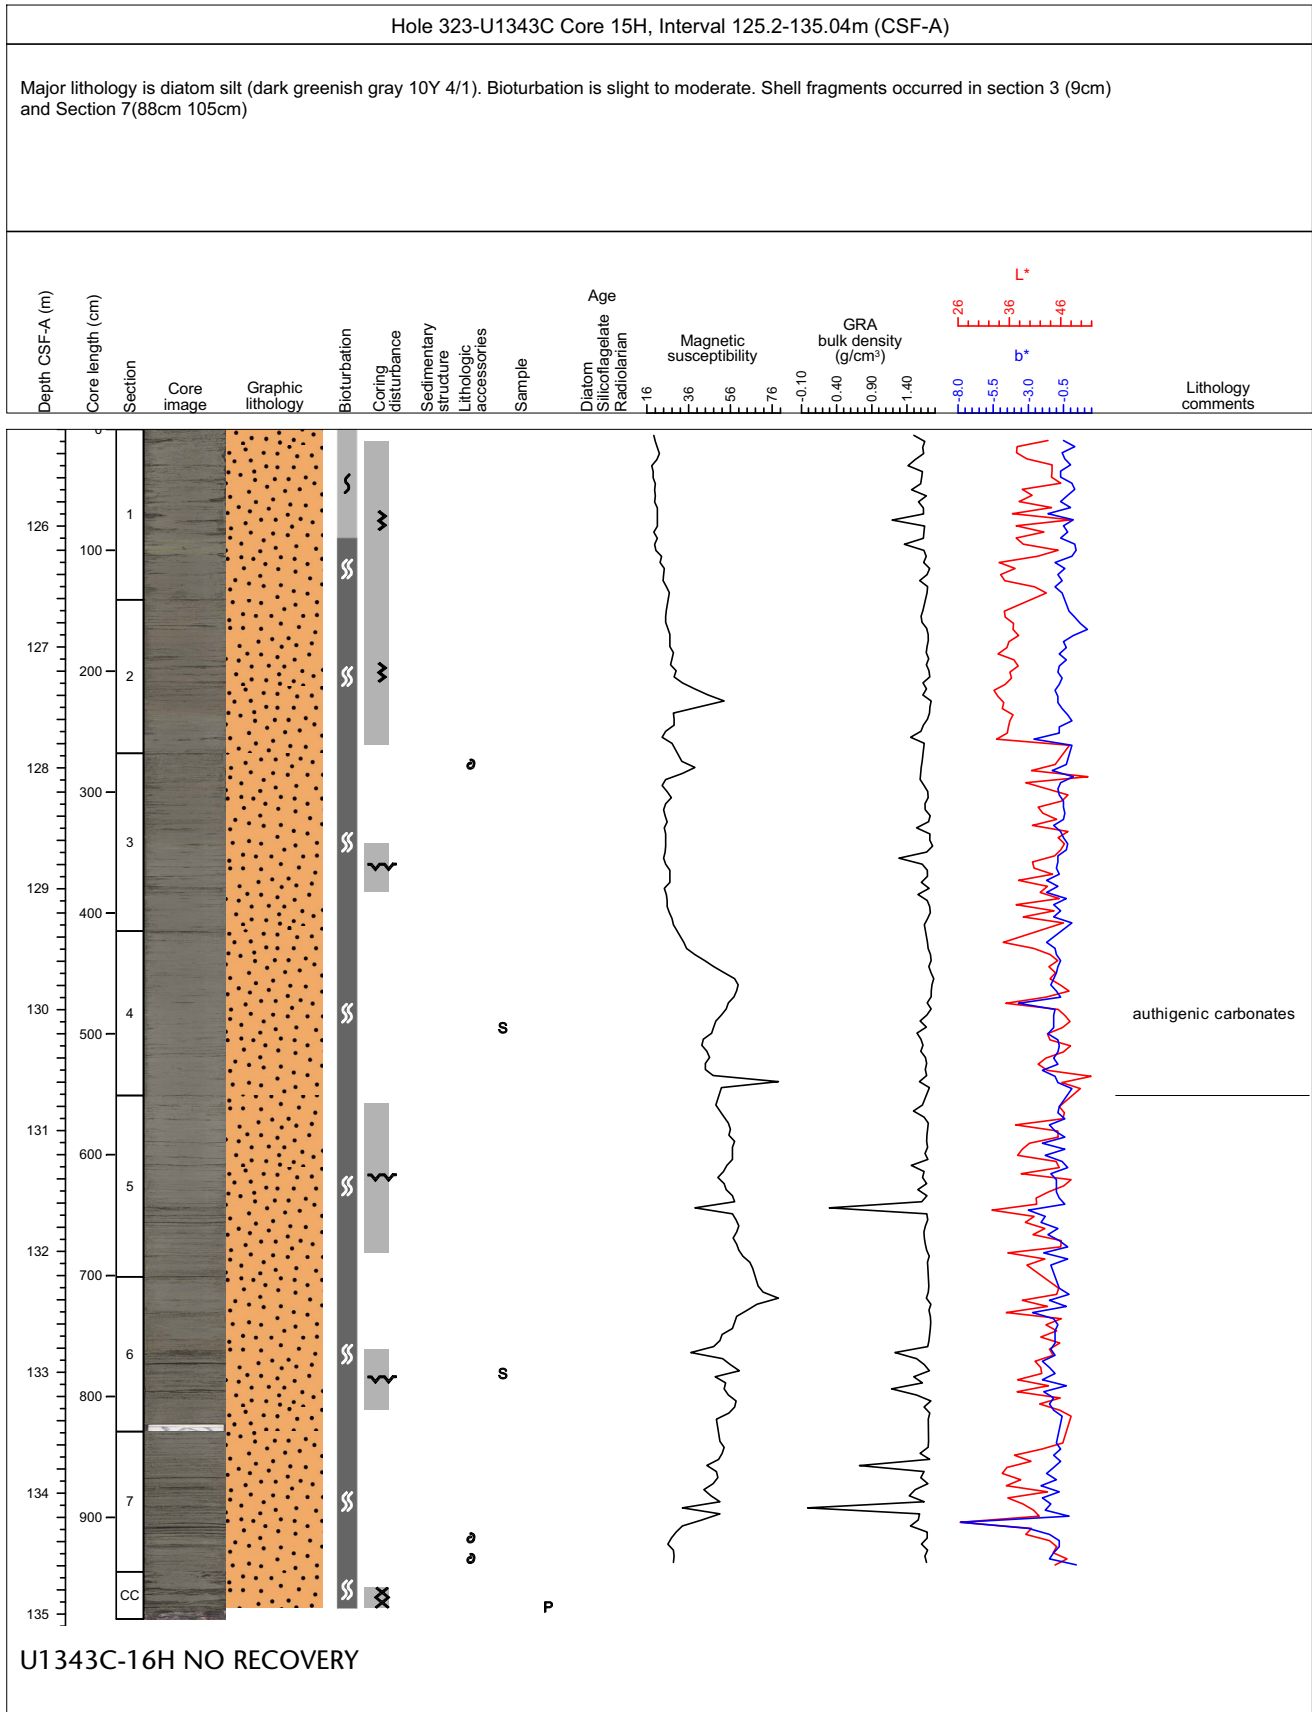 Hole 323-U1343C Core 15H, Interval 125.2-135.04m (CSF-A)
Major lithology is diatom silt (dark greenish gray 10Y 4/1). Bioturbation is slight to moderate. Shell fragments occurred in section 3 (9cm)
and Section 7(88cm 105cm)
Depth CSF-A (m)
Core length (cm)
Section
Core
image
Graphic
lithology
Bioturbation
Coring
disturbance
Sedimentary
structure
Lithologic
accessories
Sample
Age
Diatom
Silicoflagelate
Radiolarian
Magnetic
susceptibility
16 36 56 76
GRA
bulk density
(g/cm³)
-0.10 0.40 0.90 1.40
L*
26 36 46
b*
-8.0 -5.5 -3.0 -0.5
Lithology
comments
126
127
128
129
130
131
132
133
134
135
0
100
200
300
400
500
600
700
800
900
1
2
3
4
5
6
7
CC
S
S
P
authigenic carbonates
U1343C-16H NO RECOVERY